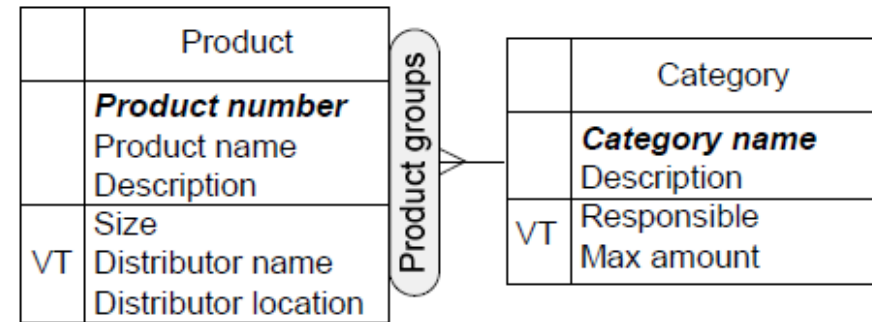 Product
Product number
Product name
Description
VT
Size
Distributor name
Distributor location
Product groups
Category
Category name
Description
VT
Responsible
Max amount